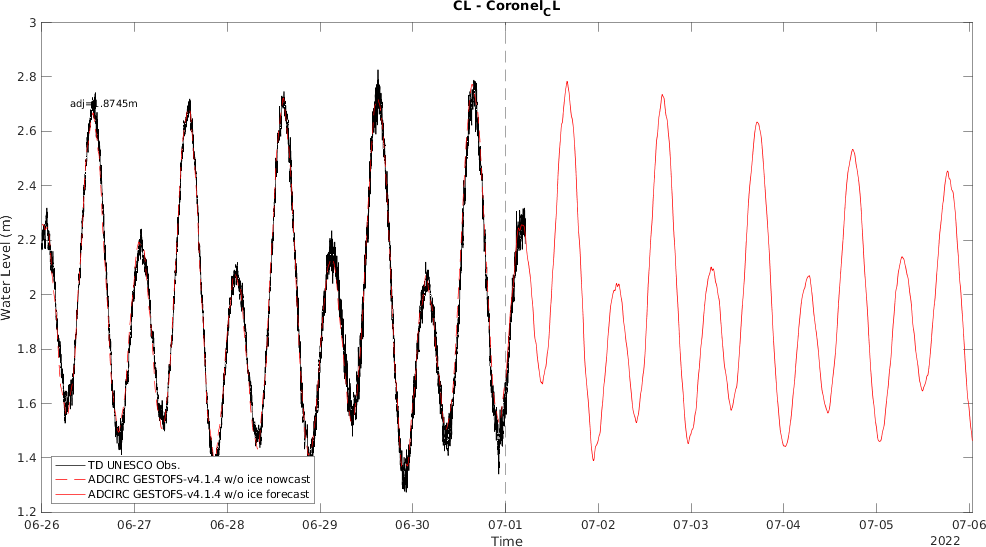 CL - Coronel_CL
3
2.8
2.6
2.4
2.2
2
1.8
1.6
1.4
1.2
Water Level (m)
adj=1.8745m
TD UNESCO Obs.
ADCIRC GESTOFS-v4.1.4 w/o ice nowcast
ADCIRC GESTOFS-v4.1.4 w/o ice forecast
06-26 06-27 06-28 06-29 06-30 07-01 07-02 07-03 07-04 07-05 07-06
Time
2022